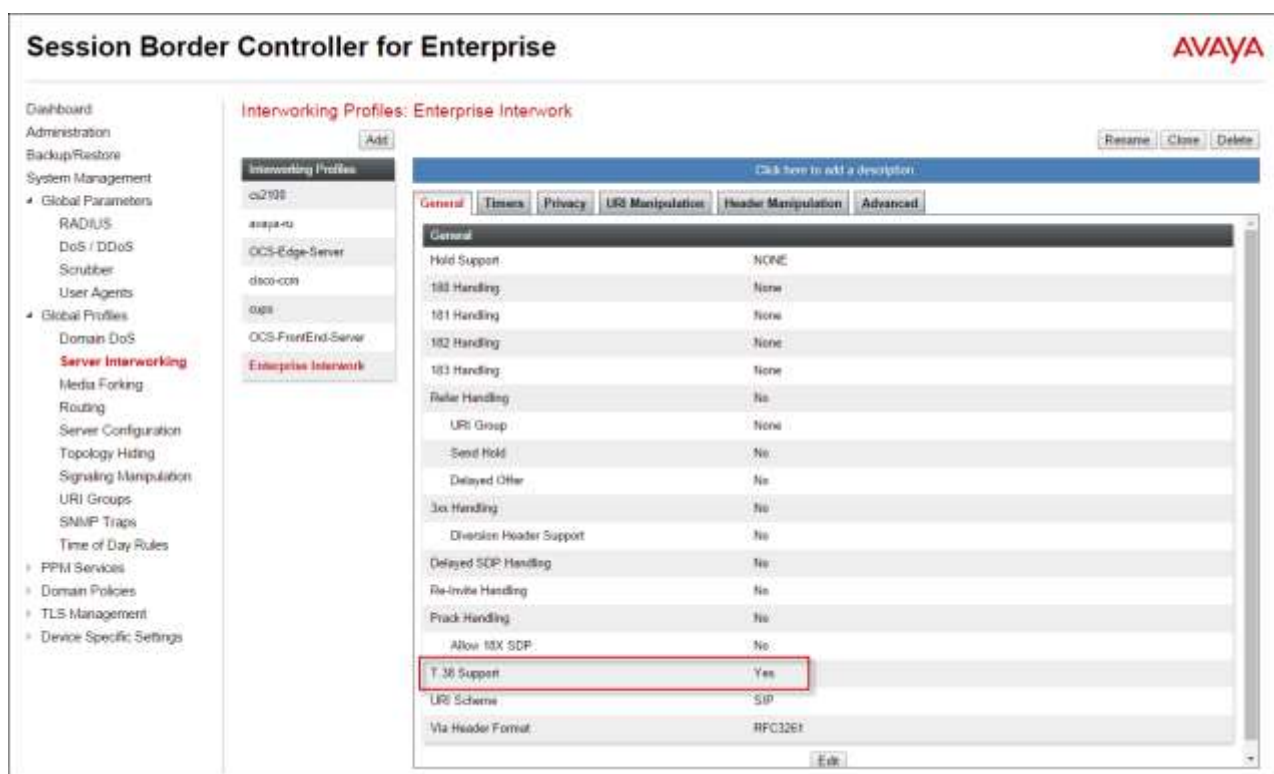 Session Border Controller for Enterprise
AVAYA
Dashboard
Administration
Backup/Restore
System Management
Global Parameters
RADIUS
DoS / DDoS
Scrubber
User Agents
Global Profiles
Domain DoS
Server Interworking
Media Forking
Routing
Server Configuration
Topology Hiding
Signaling Manipulation
URI Groups
SNMP Traps
Time of Day Rules
PPM Services
Domain Policies
TLS Management
Device Specific Settings
Interworking Profiles: Enterprise Interwork
Add
Rename Clone Delete
Interworking Profiles
cs2100
avaya-ru
OCS-Edge-Server
cisco-ccm
cups
OCS-FrontEnd-Server
Enterprise Interwork
Click here to add a description.
General Timers Privacy URI Manipulation Header Manipulation Advanced
General
Hold Support NONE
180 Handling None
181 Handling None
182 Handling None
183 Handling None
Refer Handling No
URI Group None
Send Hold No
Delayed Offer No
3xx Handling No
Diversion Header Support No
Delayed SDP Handling No
Re-Invite Handling No
Prack Handling No
Allow 18X SDP No
T.38 Support Yes
URI Scheme SIP
Via Header Format RFC3261
Edit